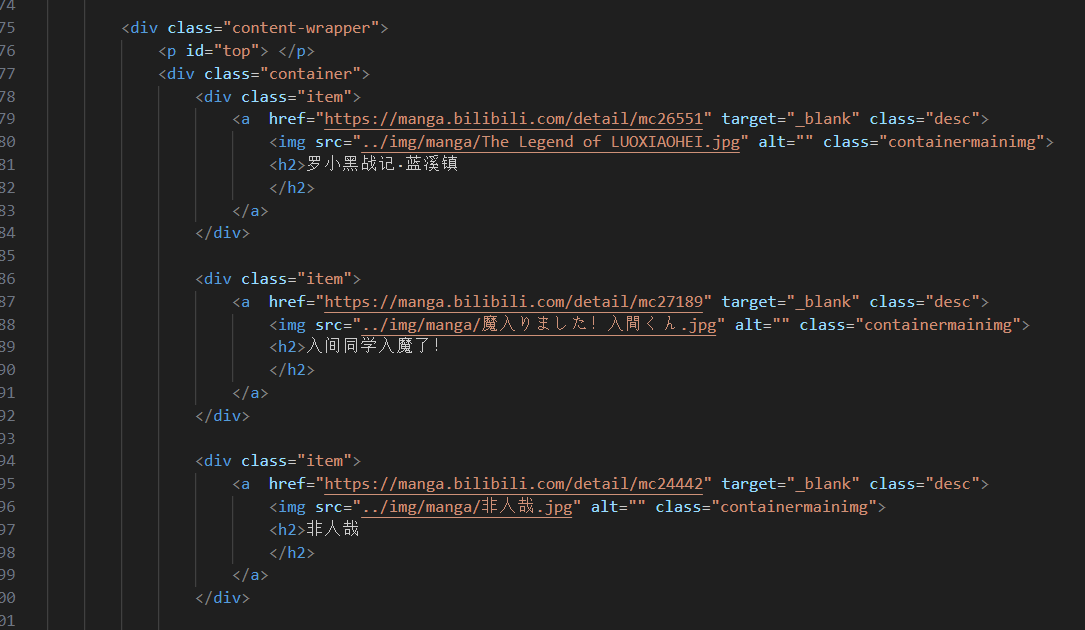 74
75 <div class="content-wrapper">
76 <p id="top"> </p>
77 <div class="container">
78 <div class="item">
79 <a  href="https://manga.bilibili.com/detail/mc26551" target="_blank" class="desc">
80 <img src="../img/manga/The Legend of LUOXIAOHEI.jpg" alt="" class="containermainimg">
81 <h2>罗小黑战记·蓝溪镇
82 </h2>
83 </a>
84 </div>
85
86 <div class="item">
87 <a  href="https://manga.bilibili.com/detail/mc27189" target="_blank" class="desc">
88 <img src="../img/manga/魔入りました！入間くん.jpg" alt="" class="containermainimg">
89 <h2>入间同学入魔了！
90 </h2>
91 </a>
92 </div>
93
94 <div class="item">
95 <a  href="https://manga.bilibili.com/detail/mc24442" target="_blank" class="desc">
96 <img src="../img/manga/非人哉.jpg" alt="" class="containermainimg">
97 <h2>非人哉
98 </h2>
99 </a>
00 </div>
01